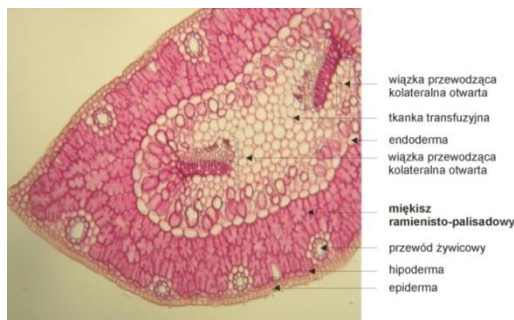 wiązka przewodząca
kolateralna otwarta
tkanka transfuzyjna
endoderma
wiązka przewodząca
kolateralna otwarta
miękisz
ramienisto-palisadowy
przewód żywicowy
hipoderma
epiderma